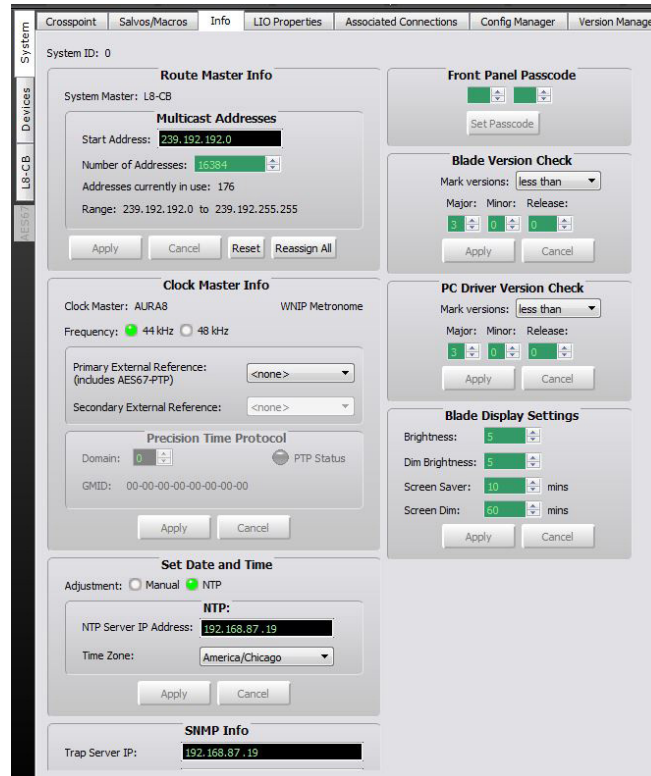 Crosspoint Salvos/Macros Info LIO Properties Associated Connections Config Manager Version Manage
System
Devices
L8-CB
AES67
System ID: 0
Route Master Info
System Master: L8-CB
Multicast Addresses
Start Address: 239.192.192.0
Number of Addresses: 16384
Addresses currently in use: 176
Range: 239.192.192.0 to 239.192.255.255
Apply Cancel Reset Reassign All
Clock Master Info
Clock Master: AURA8 WNIP Metronome
Frequency: 44 kHz 48 kHz
Primary External Reference: <none>
(includes AES67-PTP)
Secondary External Reference: <none>
Precision Time Protocol
Domain: 0 PTP Status
GMID: 00-00-00-00-00-00-00-00
Apply Cancel
Set Date and Time
Adjustment: Manual NTP
NTP:
NTP Server IP Address: 192.168.87.19
Time Zone: America/Chicago
Apply Cancel
SNMP Info
Trap Server IP: 192.168.87.19
Front Panel Passcode
Set Passcode
Blade Version Check
Mark versions: less than
Major: Minor: Release:
3 0 0
Apply Cancel
PC Driver Version Check
Mark versions: less than
Major: Minor: Release:
3 0 0
Apply Cancel
Blade Display Settings
Brightness: 5
Dim Brightness: 5
Screen Saver: 10 mins
Screen Dim: 60 mins
Apply Cancel